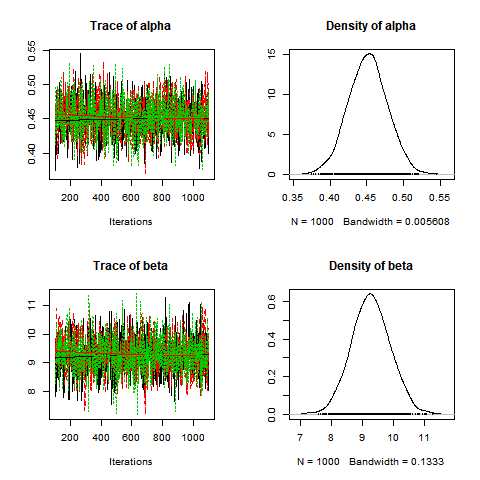 Trace of alpha
0.40 0.45 0.50 0.55
200 400 600 800 1000
Iterations
Density of alpha
0 5 10 15
0.35 0.40 0.45 0.50 0.55
N = 1000 Bandwidth = 0.005608
Trace of beta
8 9 10 11
200 400 600 800 1000
Iterations
Density of beta
0.0 0.2 0.4 0.6
7 8 9 10 11
N = 1000 Bandwidth = 0.1333